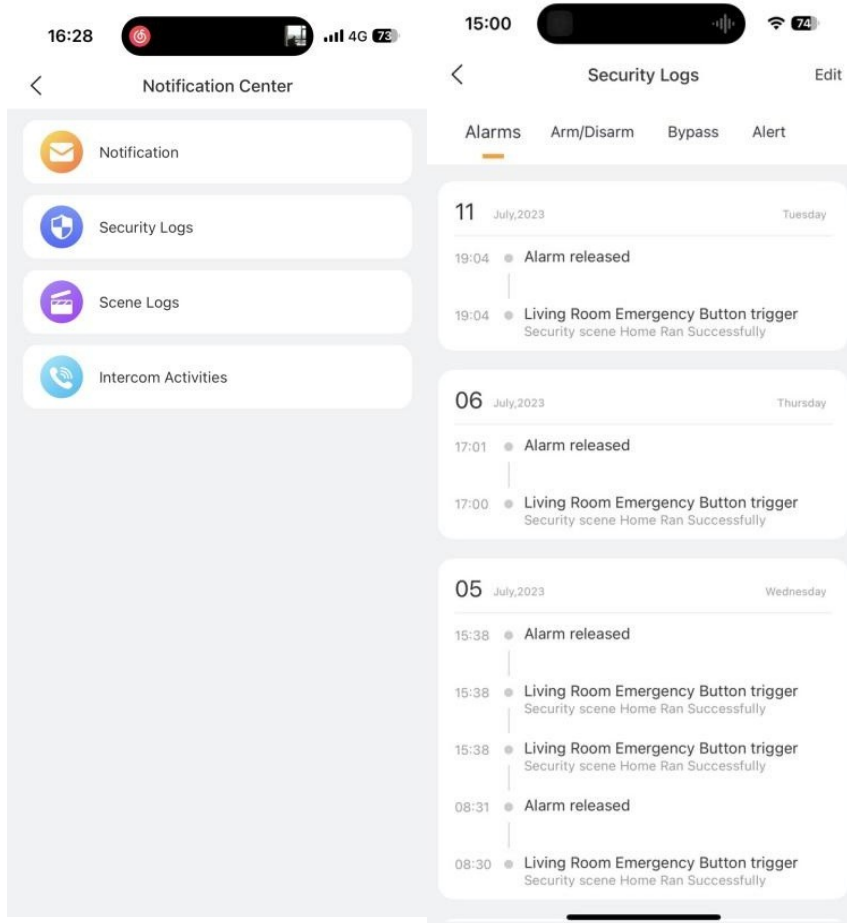 16:28
4G 73
Notification Center
Notification
Security Logs
Scene Logs
Intercom Activities
15:00
74
Security Logs
Edit
Alarms Arm/Disarm Bypass Alert
11 July,2023 Tuesday
19:04 Alarm released
19:04 Living Room Emergency Button trigger
Security scene Home Ran Successfully
06 July,2023 Thursday
17:01 Alarm released
17:00 Living Room Emergency Button trigger
Security scene Home Ran Successfully
05 July,2023 Wednesday
15:38 Alarm released
15:38 Living Room Emergency Button trigger
Security scene Home Ran Successfully
15:38 Living Room Emergency Button trigger
Security scene Home Ran Successfully
08:31 Alarm released
08:30 Living Room Emergency Button trigger
Security scene Home Ran Successfully